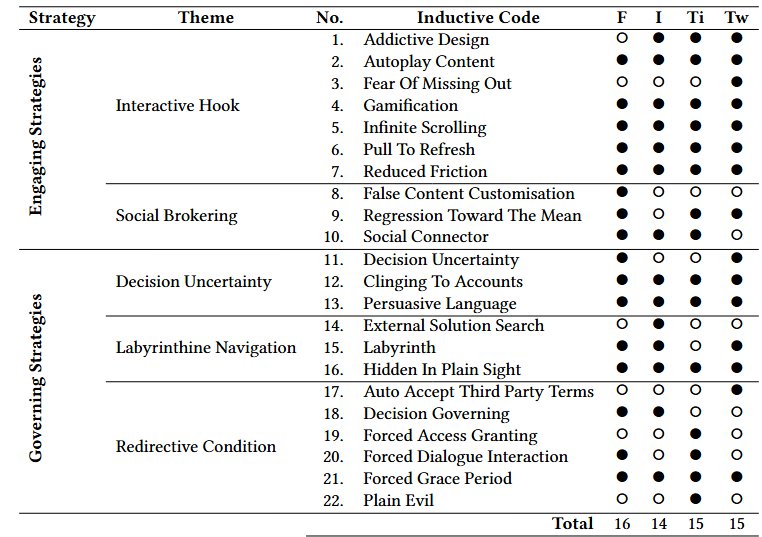 Strategy Theme No. Inductive Code F I Ti Tw
Engaging Strategies
Interactive Hook
1. Addictive Design ○ ● ● ●
2. Autoplay Content ● ● ● ●
3. Fear Of Missing Out ○ ○ ○ ●
4. Gamification ● ● ● ●
5. Infinite Scrolling ● ● ● ●
6. Pull To Refresh ● ● ● ●
7. Reduced Friction ● ● ● ●
Social Brokering
8. False Content Customisation ● ○ ○ ○
9. Regression Toward The Mean ● ○ ● ●
10. Social Connector ● ● ● ○
Governing Strategies
Decision Uncertainty
11. Decision Uncertainty ● ○ ○ ●
12. Clinging To Accounts ● ● ● ●
13. Persuasive Language ● ● ● ●
Labyrinthine Navigation
14. External Solution Search ○ ● ○ ○
15. Labyrinth ● ● ○ ●
16. Hidden In Plain Sight ● ● ● ●
Redirective Condition
17. Auto Accept Third Party Terms ○ ○ ○ ●
18. Decision Governing ● ● ○ ○
19. Forced Access Granting ○ ○ ● ○
20. Forced Dialogue Interaction ● ○ ● ○
21. Forced Grace Period ● ● ● ●
22. Plain Evil ○ ○ ● ○
Total 16 14 15 15